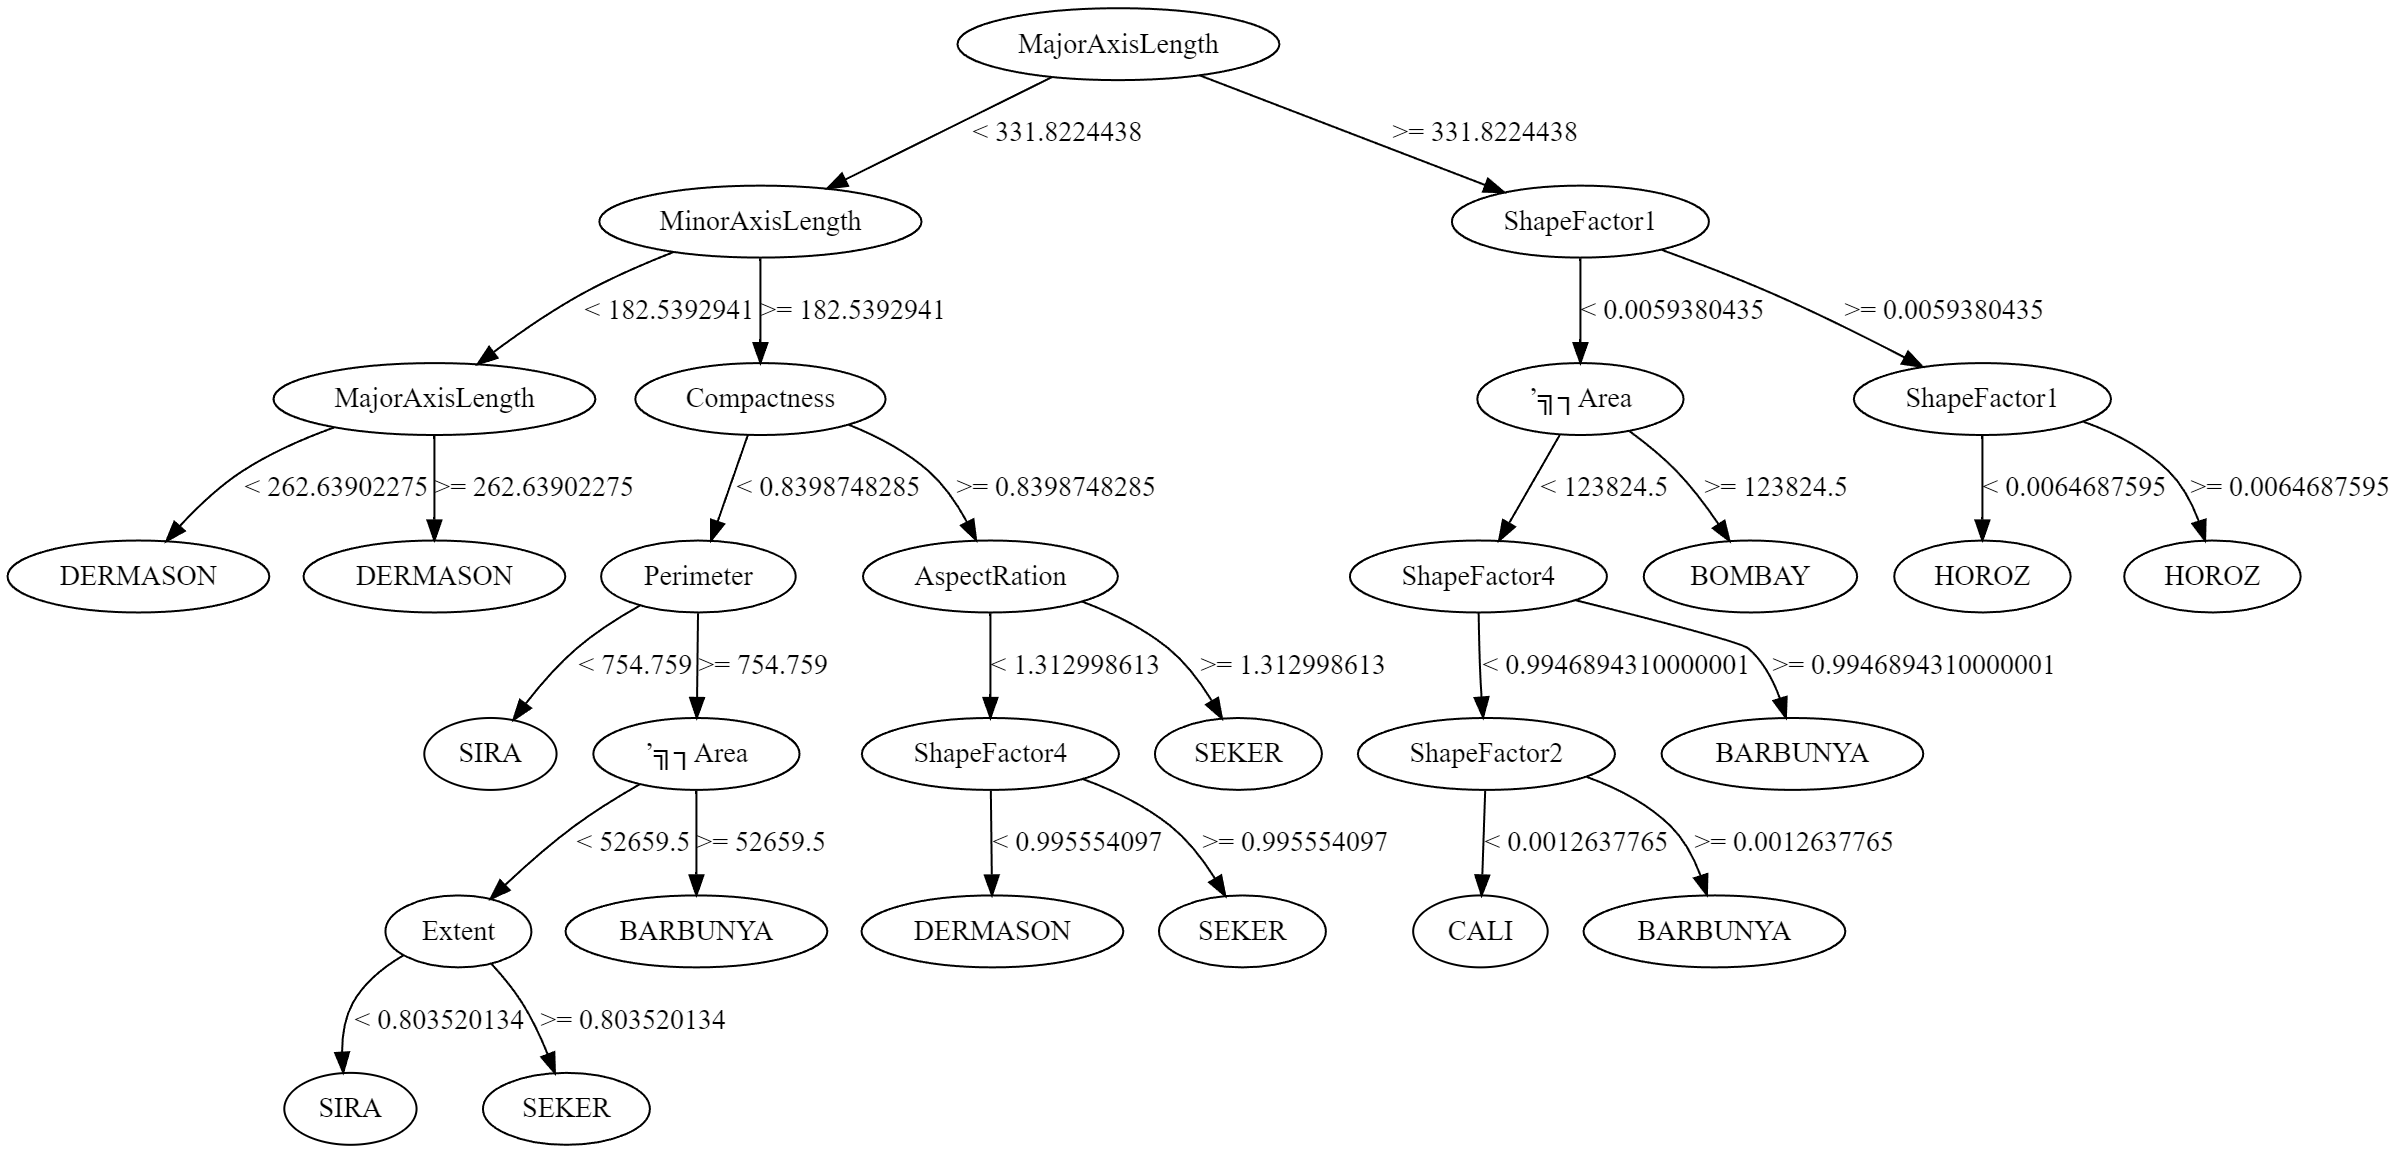 MajorAxisLength
< 331.8224438
>= 331.8224438
MinorAxisLength
ShapeFactor1
< 182.5392941
>= 182.5392941
< 0.0059380435
>= 0.0059380435
MajorAxisLength
Compactness
’╗┐Area
ShapeFactor1
< 262.63902275
>= 262.63902275
< 0.8398748285
>= 0.8398748285
< 123824.5
>= 123824.5
< 0.0064687595
>= 0.0064687595
DERMASON
DERMASON
Perimeter
AspectRation
ShapeFactor4
BOMBAY
HOROZ
HOROZ
< 754.759
>= 754.759
< 1.312998613
>= 1.312998613
< 0.9946894310000001
>= 0.9946894310000001
SIRA
’╗┐Area
ShapeFactor4
SEKER
ShapeFactor2
BARBUNYA
< 52659.5
>= 52659.5
< 0.995554097
>= 0.995554097
< 0.0012637765
>= 0.0012637765
Extent
BARBUNYA
DERMASON
SEKER
CALI
BARBUNYA
< 0.803520134
>= 0.803520134
SIRA
SEKER